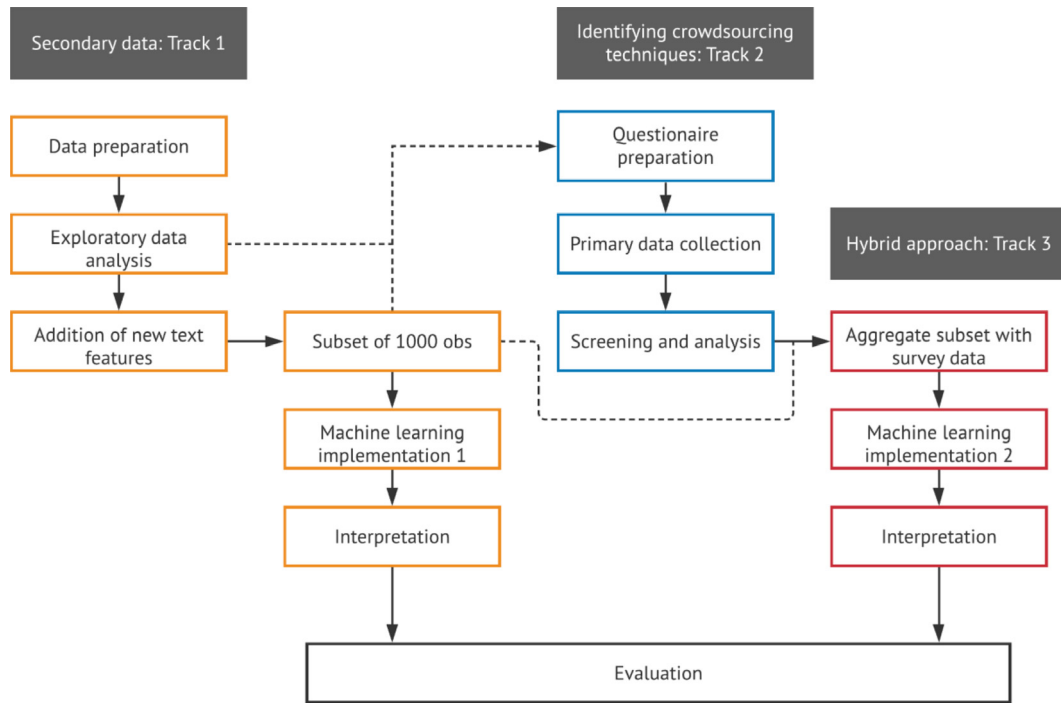 Secondary data: Track 1
Identifying crowdsourcing
techniques: Track 2
Data preparation
Questionaire
preparation
Exploratory data
analysis
Primary data collection
Hybrid approach: Track 3
Addition of new text
features
Subset of 1000 obs
Screening and analysis
Aggregate subset with
survey data
Machine learning
implementation 1
Machine learning
implementation 2
Interpretation
Interpretation
Evaluation